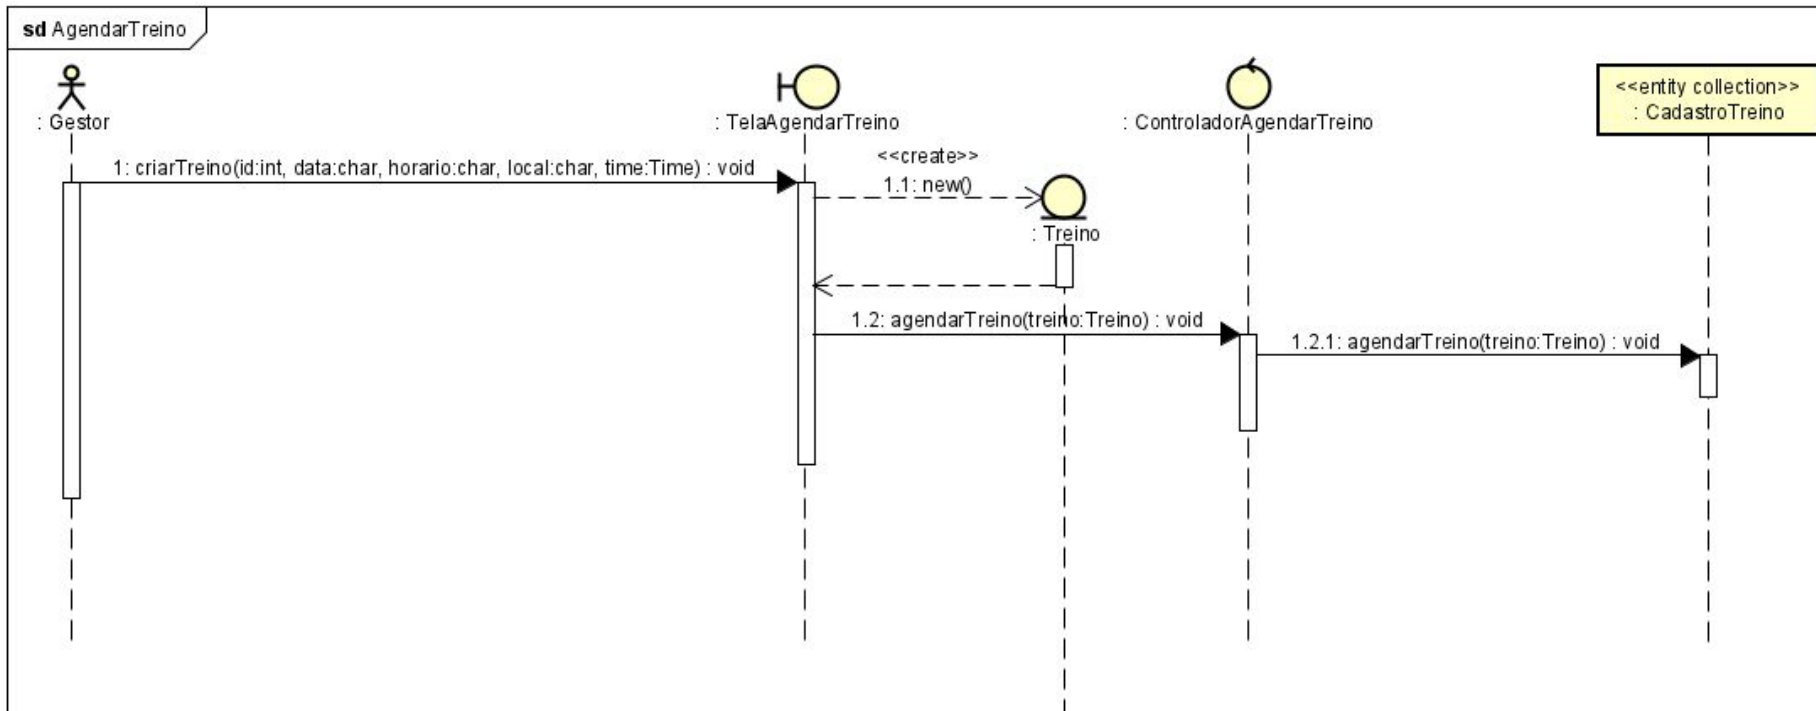 sd AgendarTreino
: Gestor
: TelaAgendarTreino
: ControladorAgendarTreino
<<entity collection>>
: CadastroTreino
1: criarTreino(id:int, data:char, horario:char, local:char, time:Time) : void
<<create>>
1.1: new()
: Treino
1.2: agendarTreino(treino:Treino) : void
1.2.1: agendarTreino(treino:Treino) : void